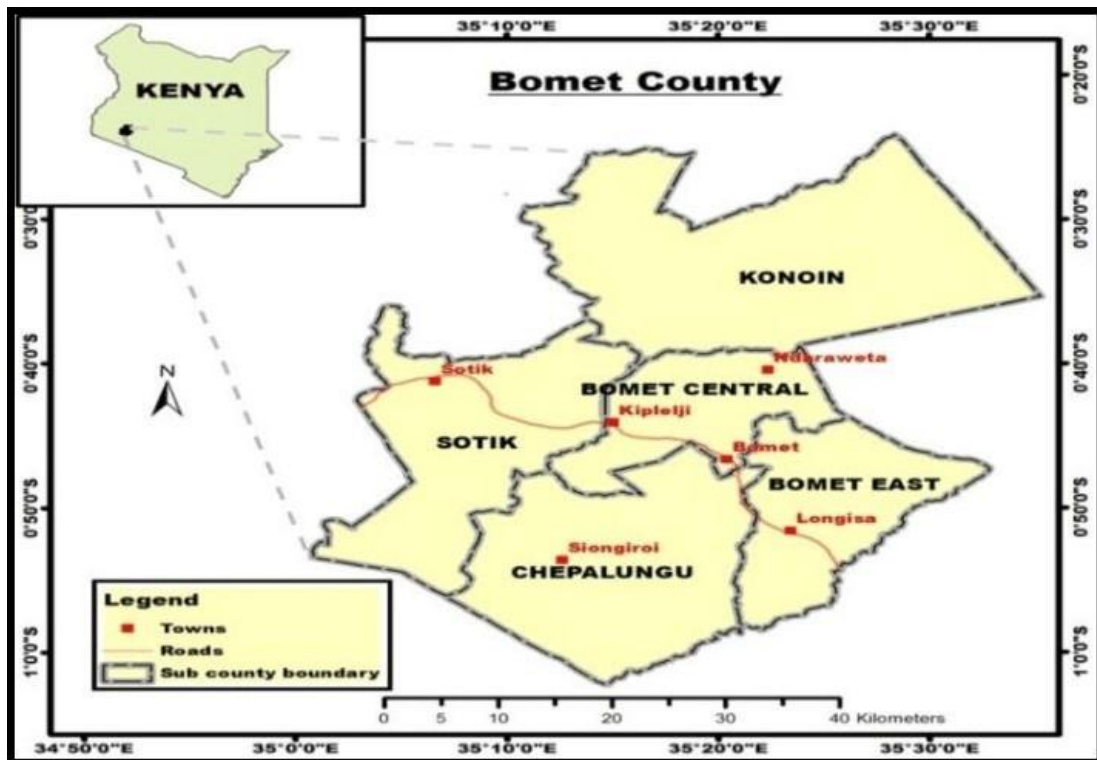 35°10'0"E 35°20'0"E 35°30'0"E
KENYA
Bomet County
0°20'0"S
0°30'0"S
0°30'0"S
KONOIN
0°40'0"S
0°40'0"S
N
Sotik
Ndaraweta
BOMET CENTRAL
Kiplelji
SOTIK
Bomet
BOMET EAST
0°50'0"S
0°50'0"S
Longisa
Siongiroi
CHEPALUNGU
Legend
Towns
Roads
Sub county boundary
1°0'0"S
1°0'0"S
0 5 10 20 30 40 Kilometers
34°50'0"E 35°0'0"E 35°10'0"E 35°20'0"E 35°30'0"E